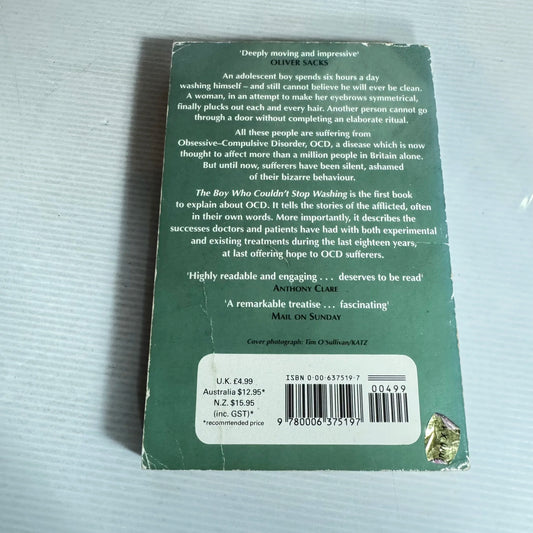 'Deeply moving and impressive'
OLIVER SACKS
An adolescent boy spends six hours a day
washing himself – and still cannot believe he will ever be clean.
A woman, in an attempt to make her eyebrows symmetrical,
finally plucks out each and every hair. Another person cannot go
through a door without completing an elaborate ritual.
All these people are suffering from
Obsessive–Compulsive Disorder, OCD, a disease which is now
thought to affect more than a million people in Britain alone.
But until now, sufferers have been silent, ashamed
of their bizarre behaviour.
The Boy Who Couldn't Stop Washing is the first book
to explain about OCD. It tells the stories of the afflicted, often
in their own words. More importantly, it describes the
successes doctors and patients have had with both experimental
and existing treatments during the last eighteen years,
at last offering hope to OCD sufferers.
'Highly readable and engaging . . . deserves to be read'
ANTHONY CLARE
'A remarkable treatise . . . fascinating'
MAIL ON SUNDAY
Cover photograph: Tim O'Sullivan/KATZ
U.K. £4.99
Australia $12.95*
N.Z. $15.95
(inc. GST)*
*recommended price
ISBN 0-00-637519-7
00499
9 780006 375197